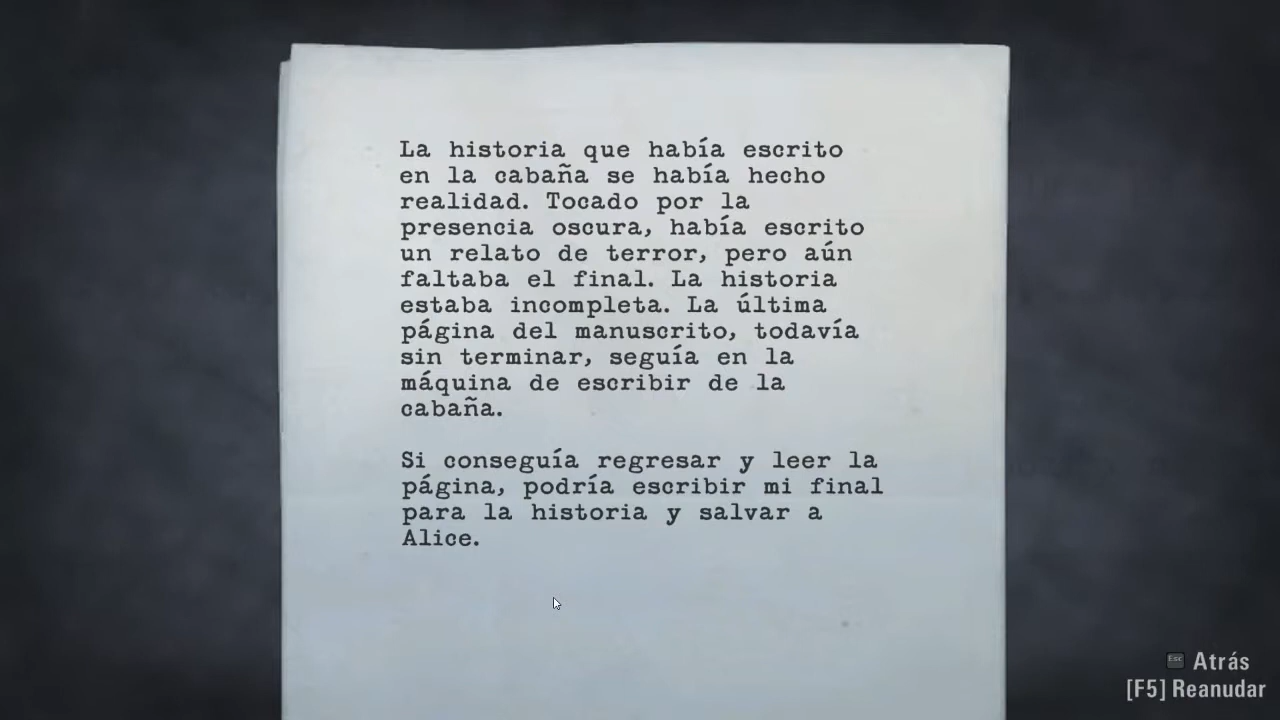 La historia que había escrito
en la cabaña se había hecho
realidad. Tocado por la
presencia oscura, había escrito
un relato de terror, pero aún
faltaba el final. La historia
estaba incompleta. La última
página del manuscrito, todavía
sin terminar, seguía en la
máquina de escribir de la
cabaña.
Si conseguía regresar y leer la
página, podría escribir mi final
para la historia y salvar a
Alice.
Esc Atrás
[F5] Reanudar